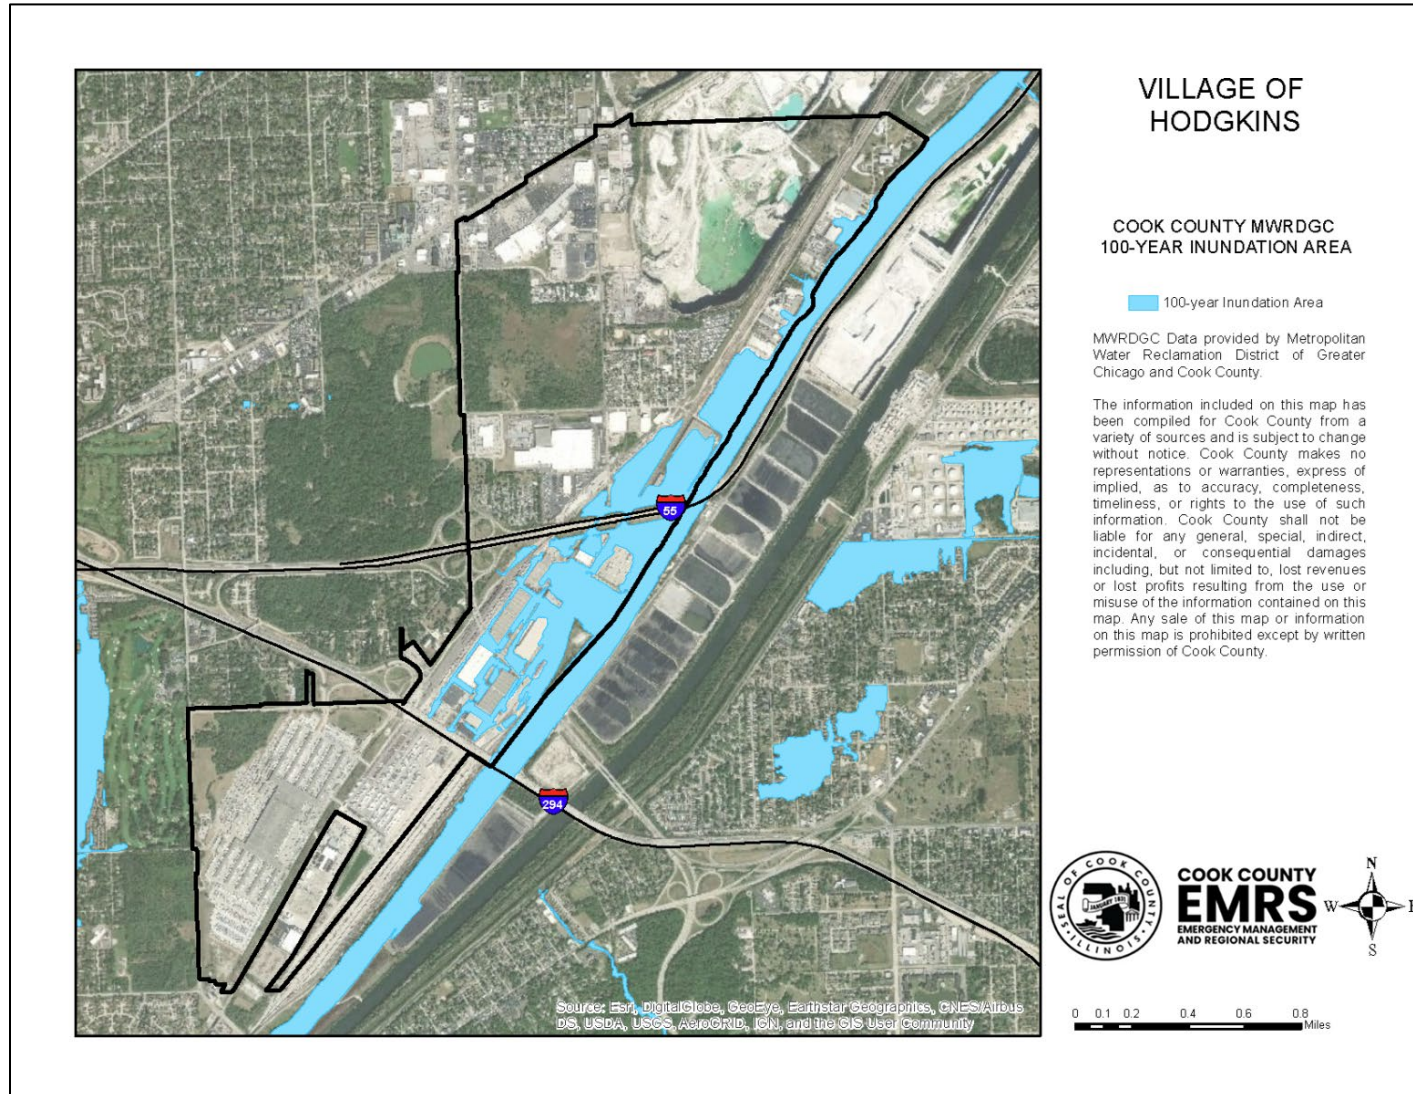 VILLAGE OF
HODGKINS
COOK COUNTY MWRDGC
100-YEAR INUNDATION AREA
100-year Inundation Area
MWRDGC Data provided by Metropolitan
Water Reclamation District of Greater
Chicago and Cook County.
The information included on this map has
been compiled for Cook County from a
variety of sources and is subject to change
without notice. Cook County makes no
representations or warranties, express of
implied, as to accuracy, completeness,
timeliness, or rights to the use of such
information. Cook County shall not be
liable for any general, special, indirect,
incidental, or consequential damages
including, but not limited to, lost revenues
or lost profits resulting from the use or
misuse of the information contained on this
map. Any sale of this map or information
on this map is prohibited except by written
permission of Cook County.
55
294
SEAL OF COOK COUNTY
JANUARY 1831
ILLINOIS
COOK COUNTY
EMRS
EMERGENCY MANAGEMENT
AND REGIONAL SECURITY
N
W E
S
Source: Esri, DigitalGlobe, GeoEye, Earthstar Geographics, CNES/Airbus
DS, USDA, USGS, AeroGRID, IGN, and the GIS User Community
0 0.1 0.2 0.4 0.6 0.8
Miles